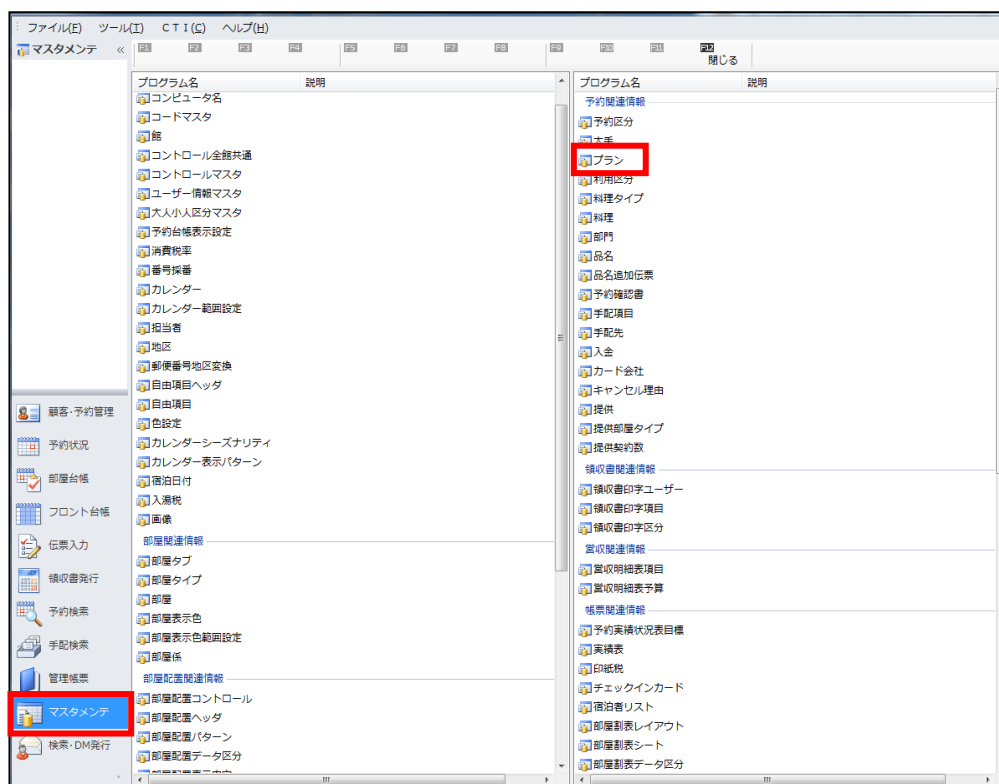 ファイル(F) ツール(T) CTI(C) ヘルプ(H)
マスタメンテ «
F1 F2 F3 F4 F5 F6 F7 F8 F9 F10 F11 F12
閉じる
プログラム名 説明
コンピュータ名
コードマスタ
館
コントロール全館共通
コントロールマスタ
ユーザー情報マスタ
大人小人区分マスタ
予約台帳表示設定
消費税率
番号採番
カレンダー
カレンダー範囲設定
担当者
地区
郵便番号地区変換
自由項目ヘッダ
自由項目
色設定
カレンダーシーズナリティ
カレンダー表示パターン
宿泊日付
入湯税
画像
部屋関連情報
部屋タブ
部屋タイプ
部屋
部屋表示色
部屋表示色範囲設定
部屋係
部屋配置関連情報
部屋配置コントロール
部屋配置ヘッダ
部屋配置パターン
部屋配置データ区分
プログラム名 説明
予約関連情報
予約区分
大手
プラン
利用区分
料理タイプ
料理
部門
品名
品名追加伝票
予約確認書
手配項目
手配先
入金
カード会社
キャンセル理由
提供
提供部屋タイプ
提供契約数
領収書関連情報
領収書印字ユーザー
領収書印字項目
領収書印字区分
営収関連情報
営収明細表項目
営収明細表予算
帳票関連情報
予約実績状況表目標
実績表
印紙税
チェックインカード
宿泊者リスト
部屋割表レイアウト
部屋割表シート
部屋割表データ区分
顧客・予約管理
予約状況
部屋台帳
フロント台帳
伝票入力
領収書発行
予約検索
手配検索
管理帳票
マスタメンテ
検索・DM発行